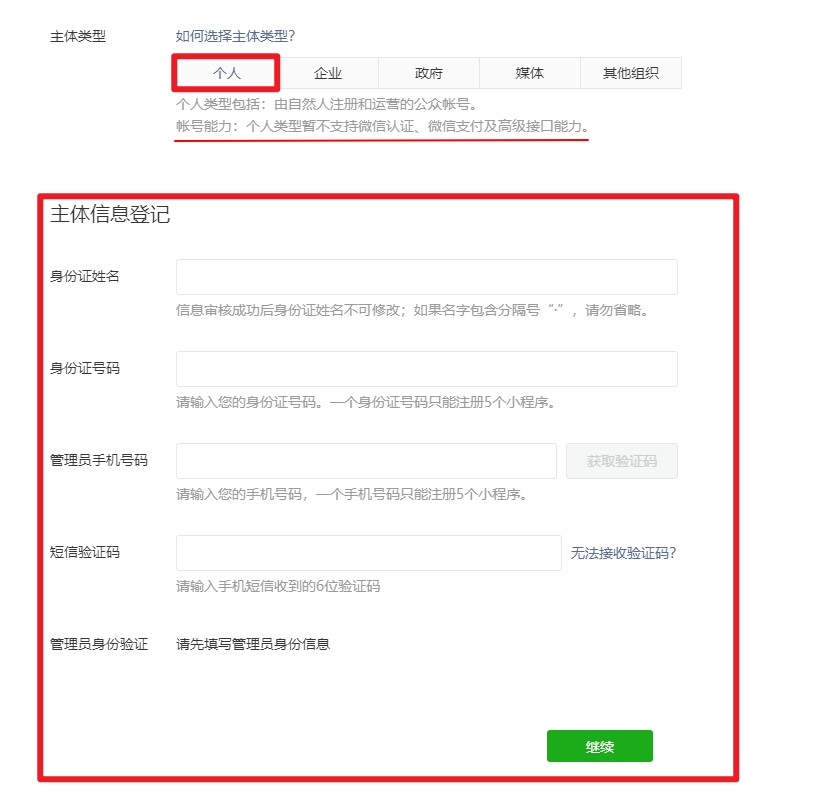 主体类型 如何选择主体类型?
个人 企业 政府 媒体 其他组织
个人类型包括：由自然人注册和运营的公众帐号。
帐号能力：个人类型暂不支持微信认证、微信支付及高级接口能力。
主体信息登记
身份证姓名
信息审核成功后身份证姓名不可修改；如果名字包含分隔号“·”，请勿省略。
身份证号码
请输入您的身份证号码。一个身份证号码只能注册5个小程序。
管理员手机号码 获取验证码
请输入您的手机号码，一个手机号码只能注册5个小程序。
短信验证码 无法接收验证码?
请输入手机短信收到的6位验证码
管理员身份验证 请先填写管理员身份信息
继续